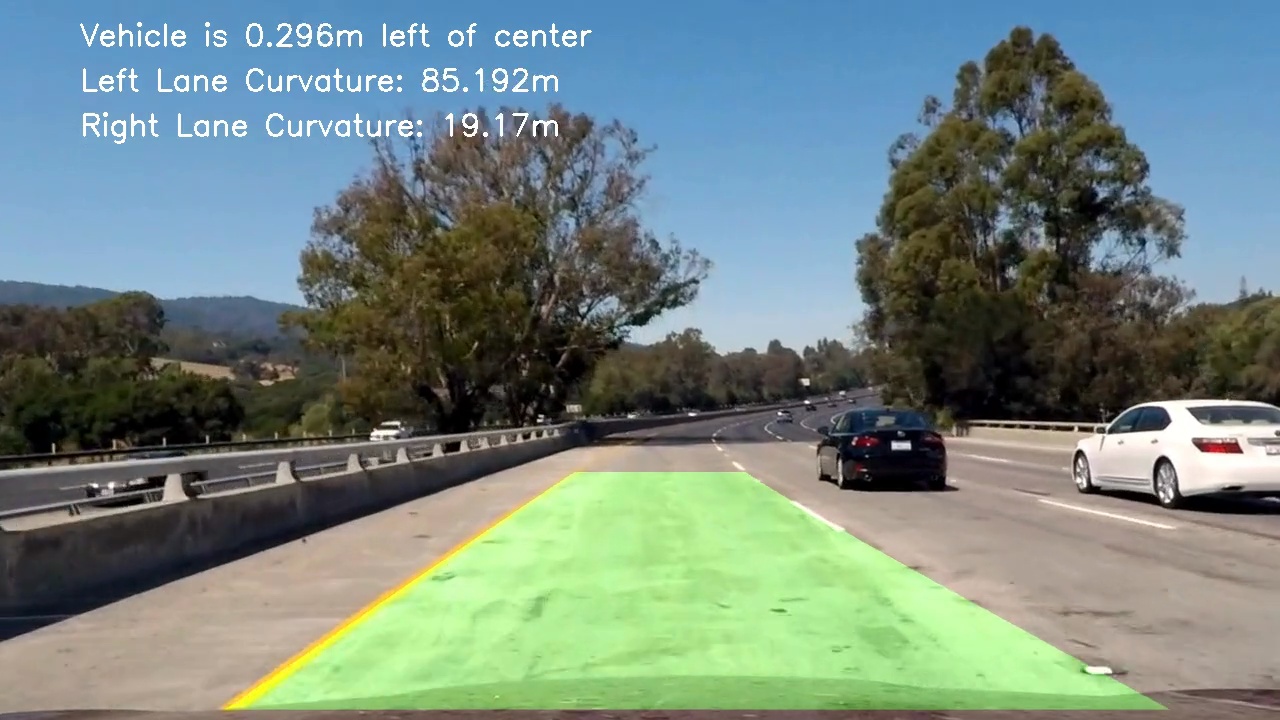 Vehicle is 0.296m left of center
Left Lane Curvature: 85.192m
Right Lane Curvature: 19.17m